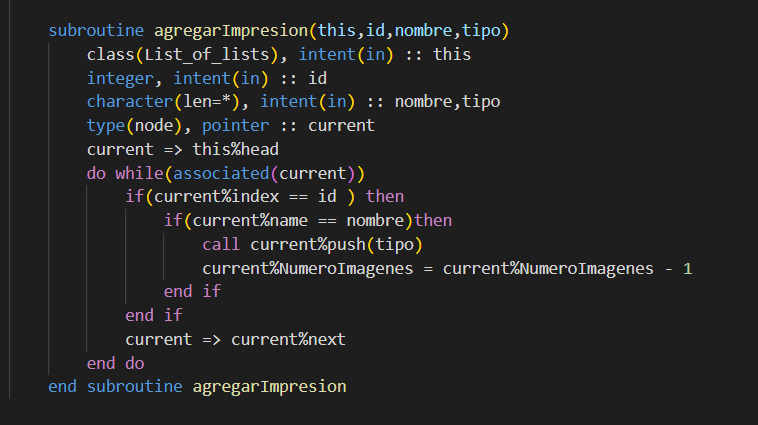 subroutine agregarImpresion(this,id,nombre,tipo)
    class(List_of_lists), intent(in) :: this
    integer, intent(in) :: id
    character(len=*), intent(in) :: nombre,tipo
    type(node), pointer :: current
    current => this%head
    do while(associated(current))
        if(current%index == id ) then
            if(current%name == nombre)then
                call current%push(tipo)
                current%NumeroImagenes = current%NumeroImagenes - 1
            end if
        end if
        current => current%next
    end do
end subroutine agregarImpresion